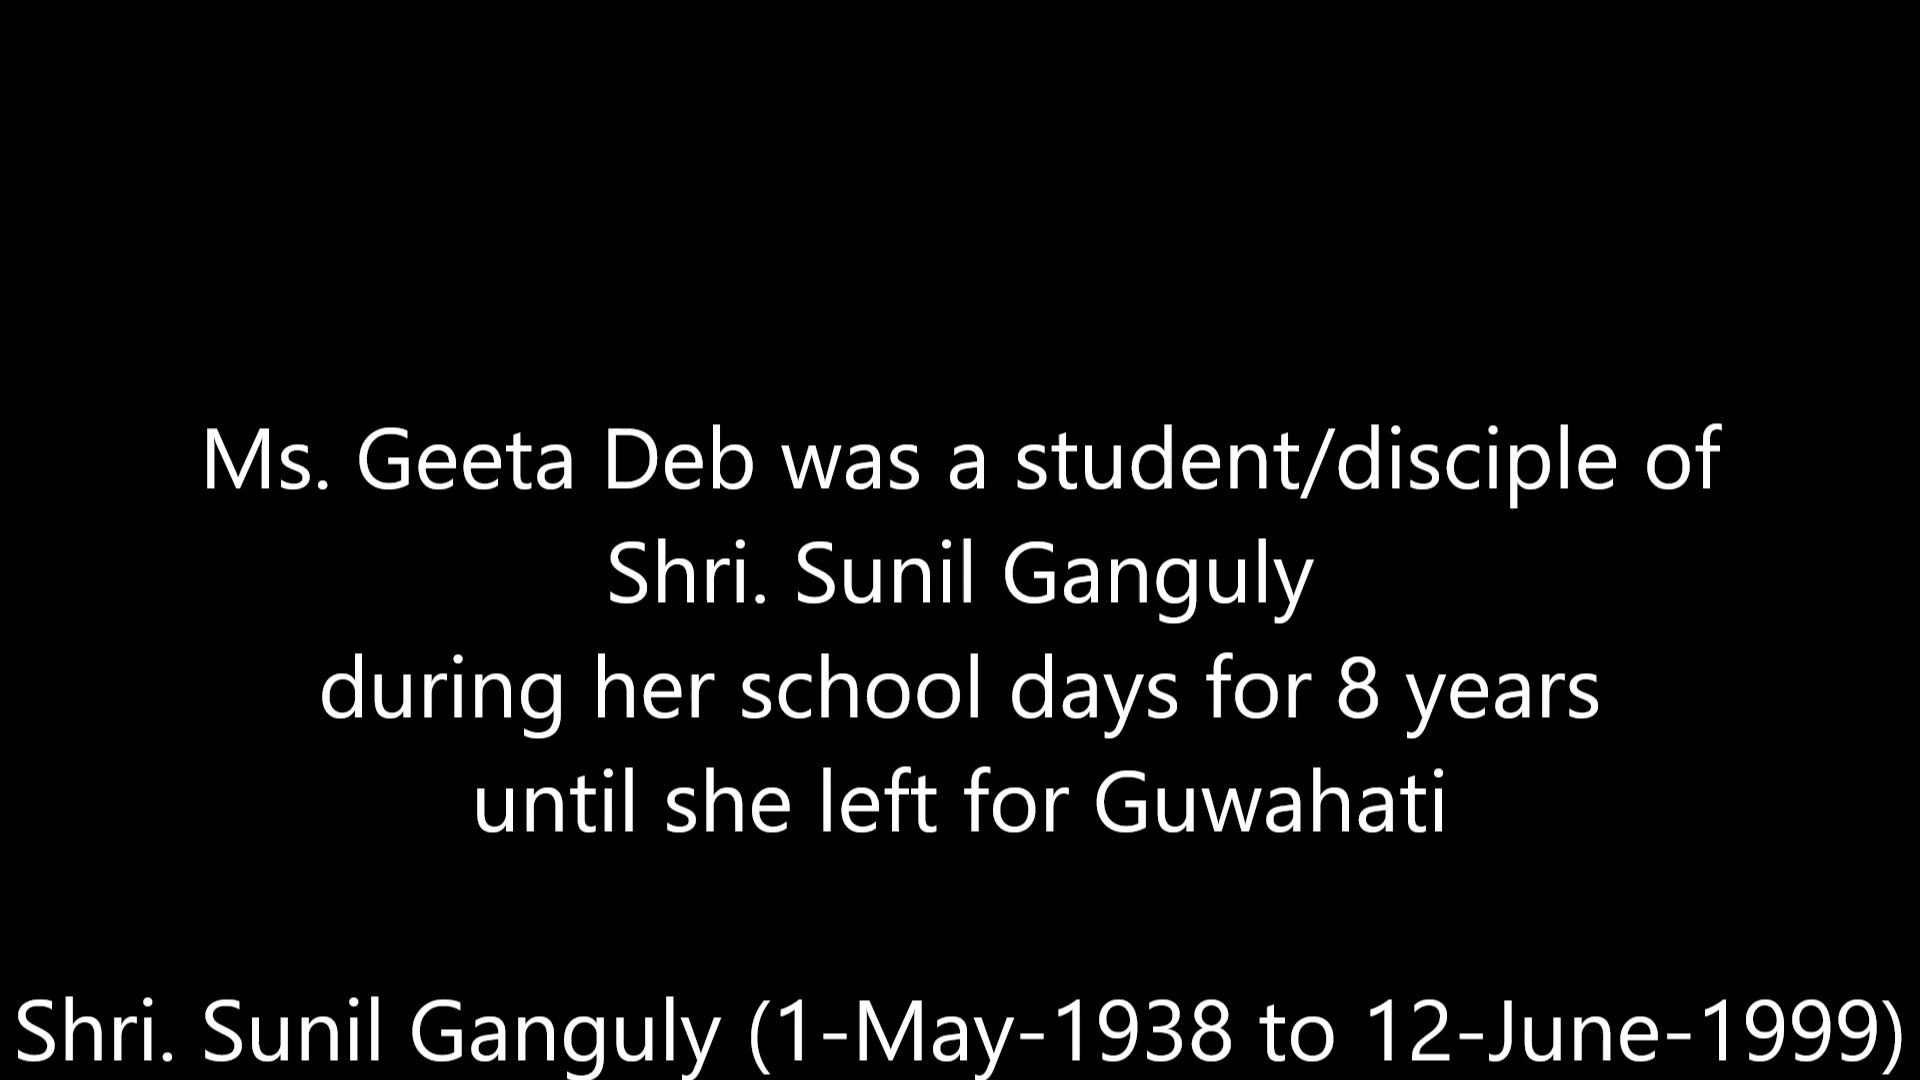 Ms. Geeta Deb was a student/disciple of
Shri. Sunil Ganguly
during her school days for 8 years
until she left for Guwahati
Shri. Sunil Ganguly (1-May-1938 to 12-June-1999)